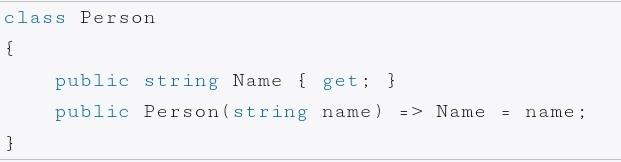 class Person
{
    public string Name { get; }
    public Person(string name) => Name = name;
}